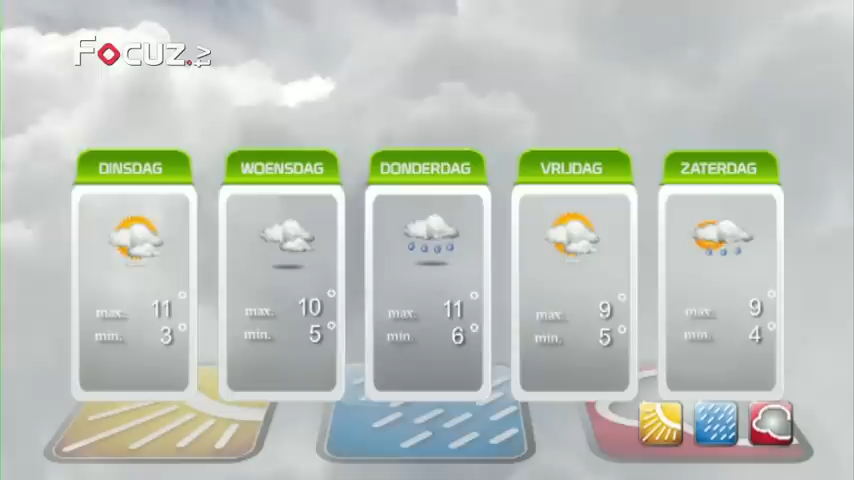 FOCUZ.tv
DINSDAG
max. 11°
min. 3°
WOENSDAG
max. 10°
min. 5°
DONDERDAG
max. 11°
min. 6°
VRIJDAG
max. 9°
min. 5°
ZATERDAG
max. 9°
min. 4°